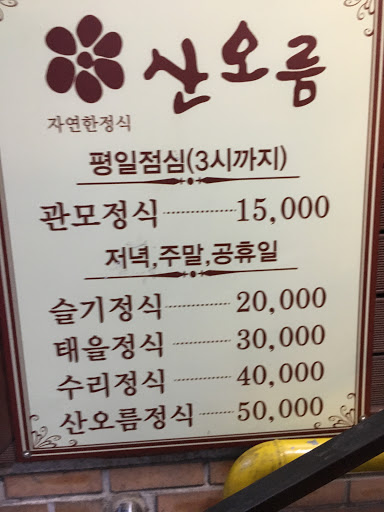 산오름
자연한정식
평일점심(3시까지)
관모정식 15,000
저녁,주말,공휴일
슬기정식 20,000
태을정식 30,000
수리정식 40,000
산오름정식 50,000